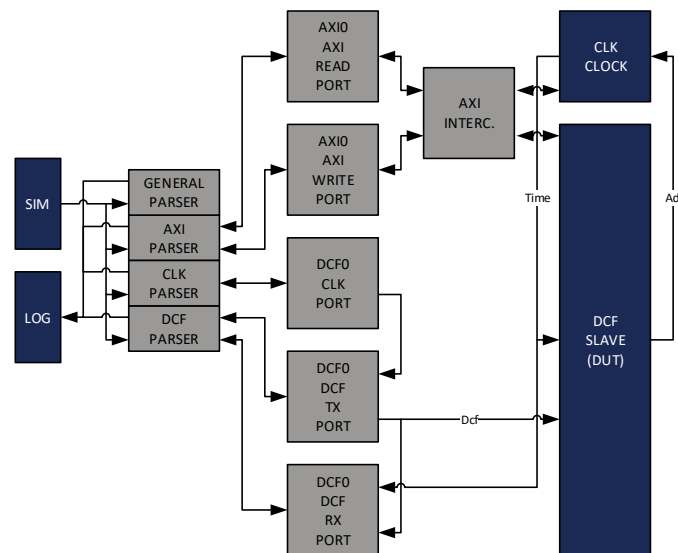 AXI0
AXI
READ
PORT
CLK
CLOCK
AXI
INTERC.
AXI0
AXI
WRITE
PORT
SIM
GENERAL
PARSER
AXI
PARSER
CLK
PARSER
DCF
PARSER
LOG
Time
Ad
DCF0
CLK
PORT
DCF
SLAVE
(DUT)
DCF0
DCF
TX
PORT
Dcf
DCF0
DCF
RX
PORT